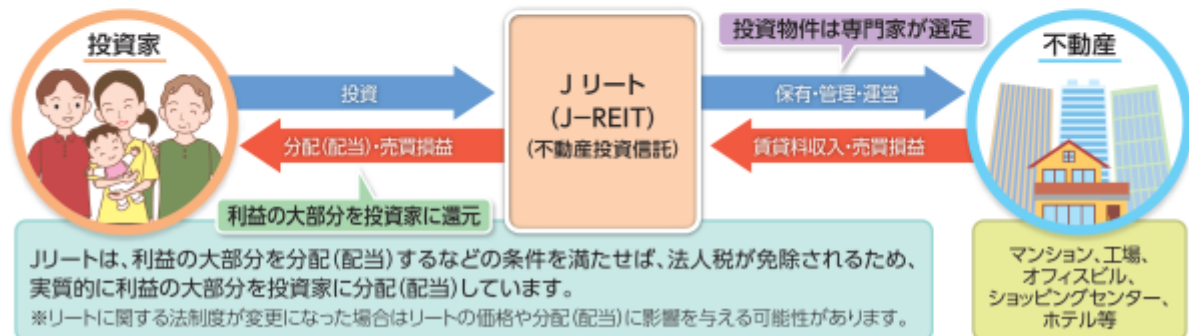 投資物件は専門家が選定
投資家
不動産
投資
Jリート
(J-REIT)
(不動産投資信託)
保有・管理・運営
分配(配当)・売買損益
賃貸料収入・売買損益
利益の大部分を投資家に還元
Jリートは、利益の大部分を分配(配当)するなどの条件を満たせば、法人税が免除されるため、
実質的に利益の大部分を投資家に分配(配当)しています。
※リートに関する法制度が変更になった場合はリートの価格や分配(配当)に影響を与える可能性があります。
マンション、工場、
オフィスビル、
ショッピングセンター、
ホテル等